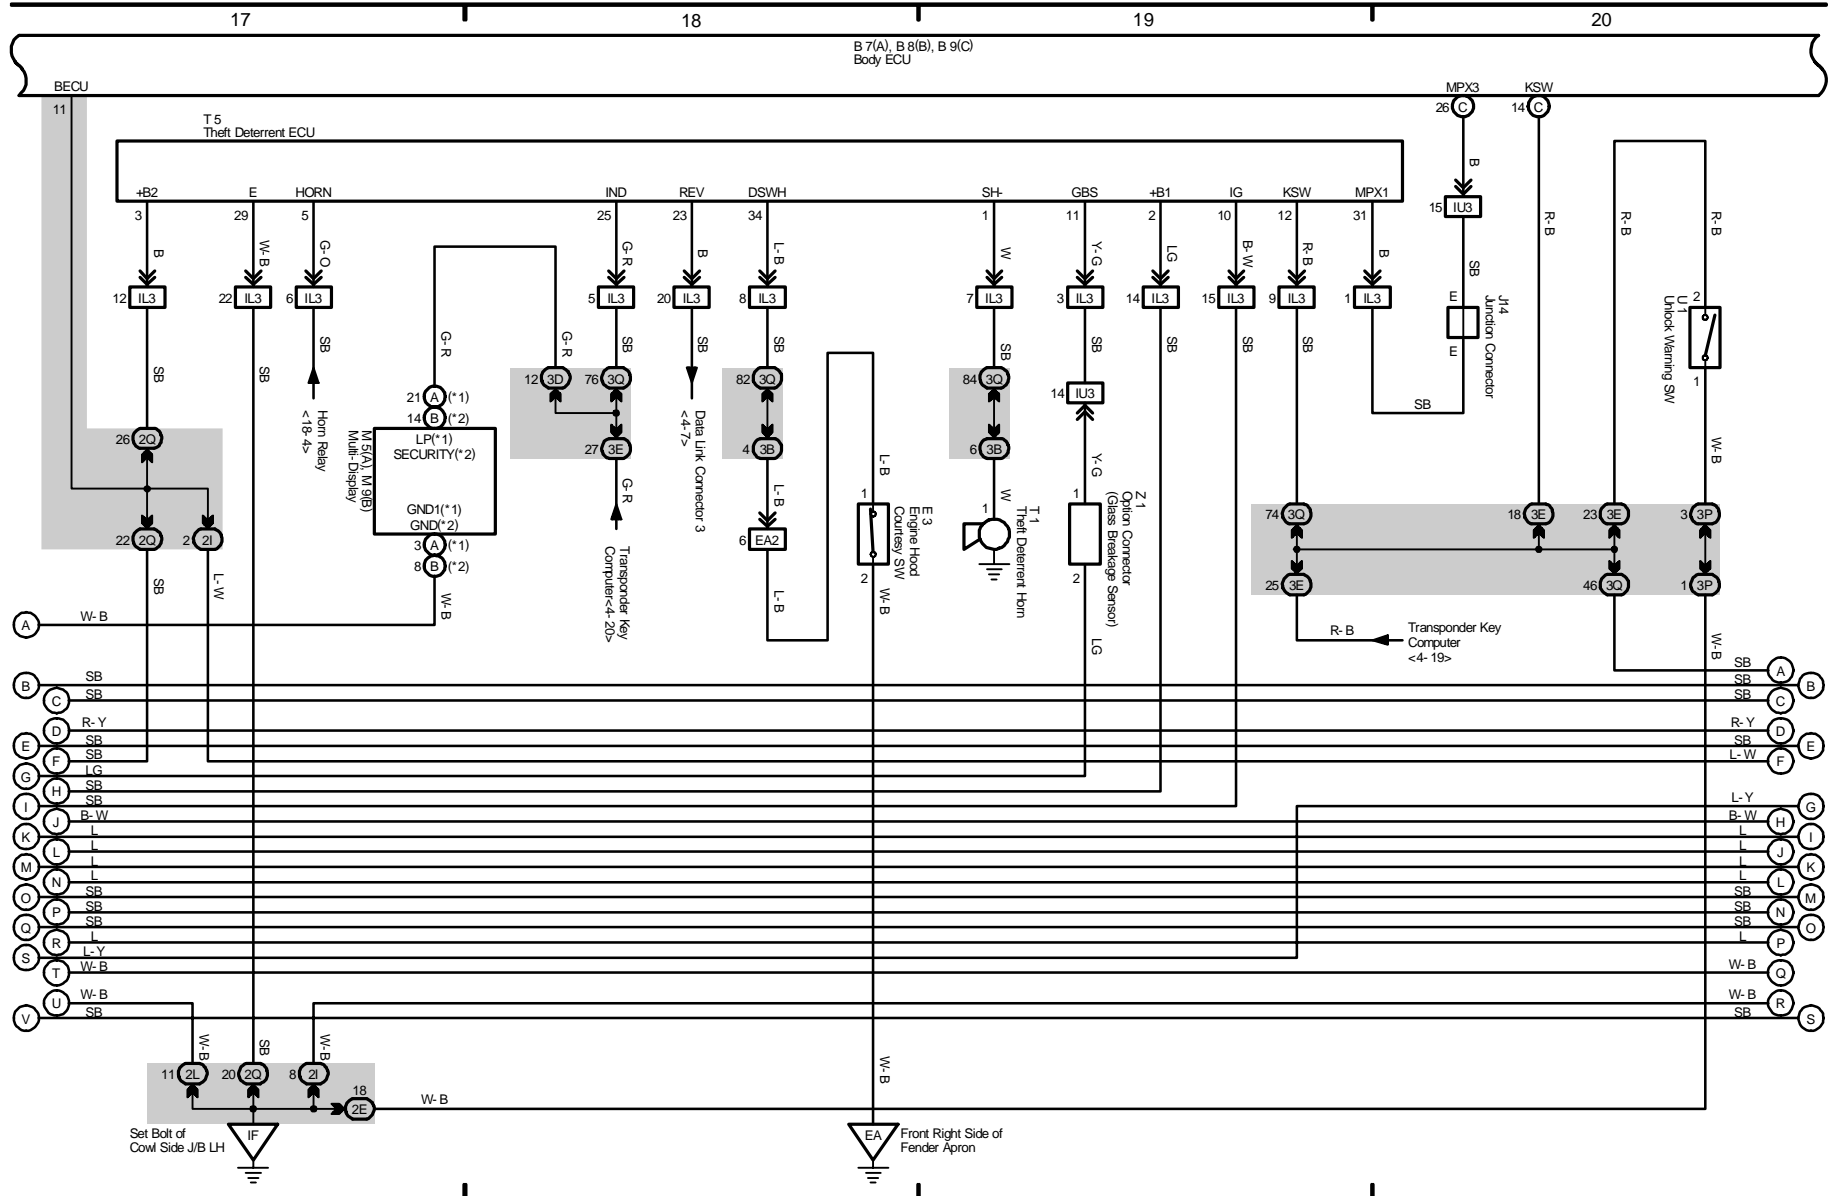 17 18 19 20
B 7(A), B 8(B), B 9(C)
Body ECU
BECU
11
MPX3 KSW
26 C 14 C
T 5
Theft Deterrent ECU
+B2 E HORN IND REV DSWH SH- GBS +B1 IG KSW MPX1
3 29 5 25 23 34 1 11 2 10 12 31
B W-B G-O G-R B L-B W Y-G LG B-W R-B B
B
15 IU3
R-B R-B R-B
12 IL3 22 IL3 6 IL3 5 IL3 20 IL3 8 IL3 7 IL3 3 IL3 14 IL3 15 IL3 9 IL3 1 IL3
SB
E
E
J14
Junction Connector
2
U 1
Unlock Warning SW
1
SB SB SB G-R G-R SB SB SB SB SB SB
Horn Relay
<18-4>
21 A (*1)
14 B (*2)
LP(*1)
SECURITY(*2)
M 5(A), M 9(B)
Multi-Display
GND1(*1)
GND(*2)
3 A (*1)
8 B (*2)
W-B
12 3D 76 3Q
27 3E
G-R
Transponder Key
Computer<4-20>
Data Link Connector 3
<4-7>
82 3Q
4 3B
L-B
6 EA2
L-B
L-B
1
E 3
Engine Hood
Courtesy SW
2
W-B
84 3Q
6 3B
W
1
T 1
Theft Deterrent Horn
14 IU3
Y-G
1
Z 1
Option Connector
(Glass Breakage Sensor)
2
LG
SB
W-B
26 2Q
22 2Q 2 2I
SB L-W
74 3Q 18 3E 23 3E 3 3P
25 3E 46 3Q 1 3P
R-B
Transponder Key
Computer
<4-19>
W-B
A W-B
SB A
B SB SB B
C SB SB C
D R-Y R-Y D
E SB SB E
F SB L-W F
G LG
H SB
I SB L-Y G
J B-W B-W H
K L L I
L L L J
M L L K
N L L L
O SB SB M
P SB SB N
Q SB SB O
R L L P
S L-Y
T W-B W-B Q
U W-B W-B R
V SB SB S
W-B SB W-B
11 2L 20 2Q 8 2I
18
2E
W-B
W-B
IF
Set Bolt of
Cowl Side J/B LH
EA
Front Right Side of
Fender Apron